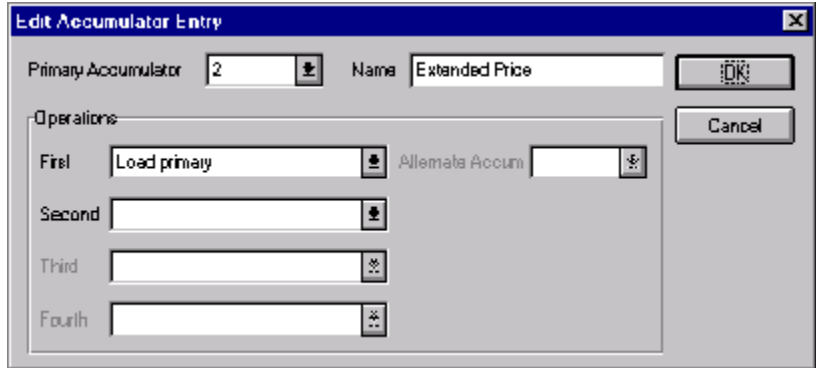 Edit Accumulator Entry
Primary Accumulator 2 Name Extended Price OK
Operations Cancel
First Load primary Alternate Accum
Second
Third
Fourth